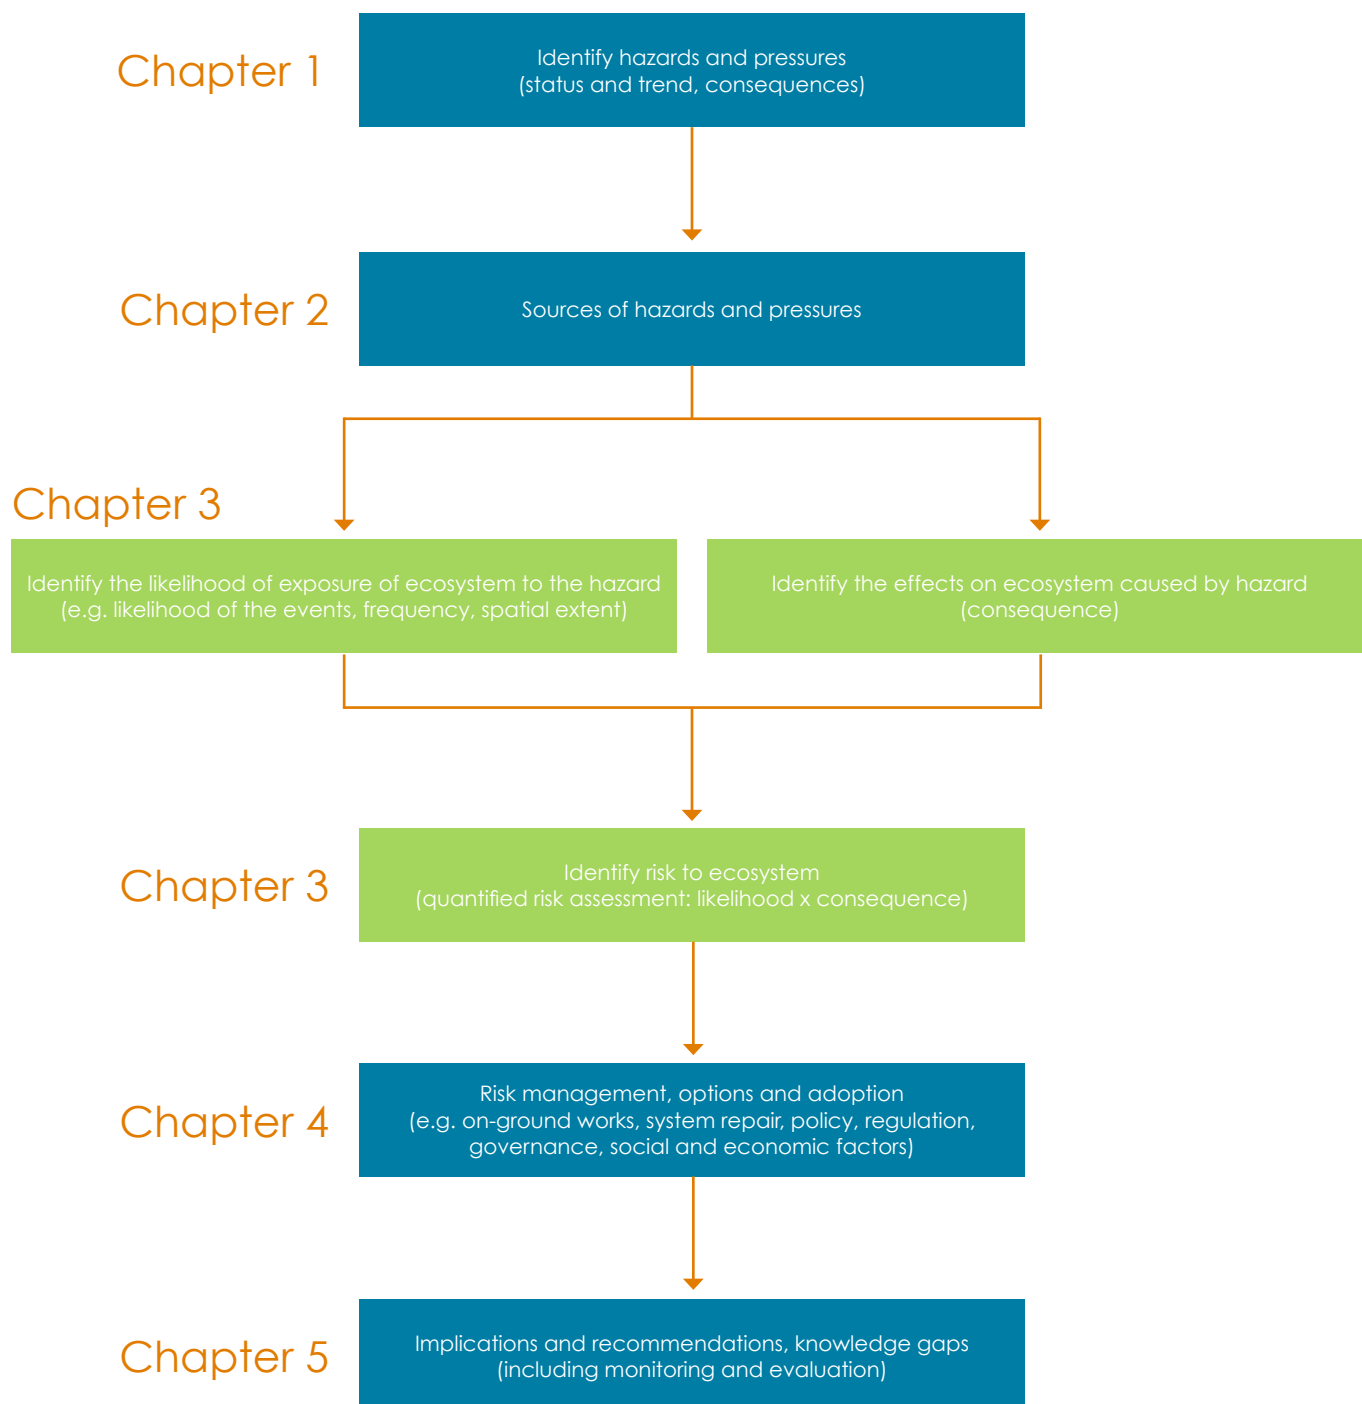 Chapter 1
Identify hazards and pressures
(status and trend, consequences)
Chapter 2
Sources of hazards and pressures
Chapter 3
Identify the likelihood of exposure of ecosystem to the hazard
(e.g. likelihood of the events, frequency, spatial extent)
Identify the effects on ecosystem caused by hazard
(consequence)
Chapter 3
Identify risk to ecosystem
(quantified risk assessment: likelihood x consequence)
Chapter 4
Risk management, options and adoption
(e.g. on-ground works, system repair, policy, regulation,
governance, social and economic factors)
Chapter 5
Implications and recommendations, knowledge gaps
(including monitoring and evaluation)